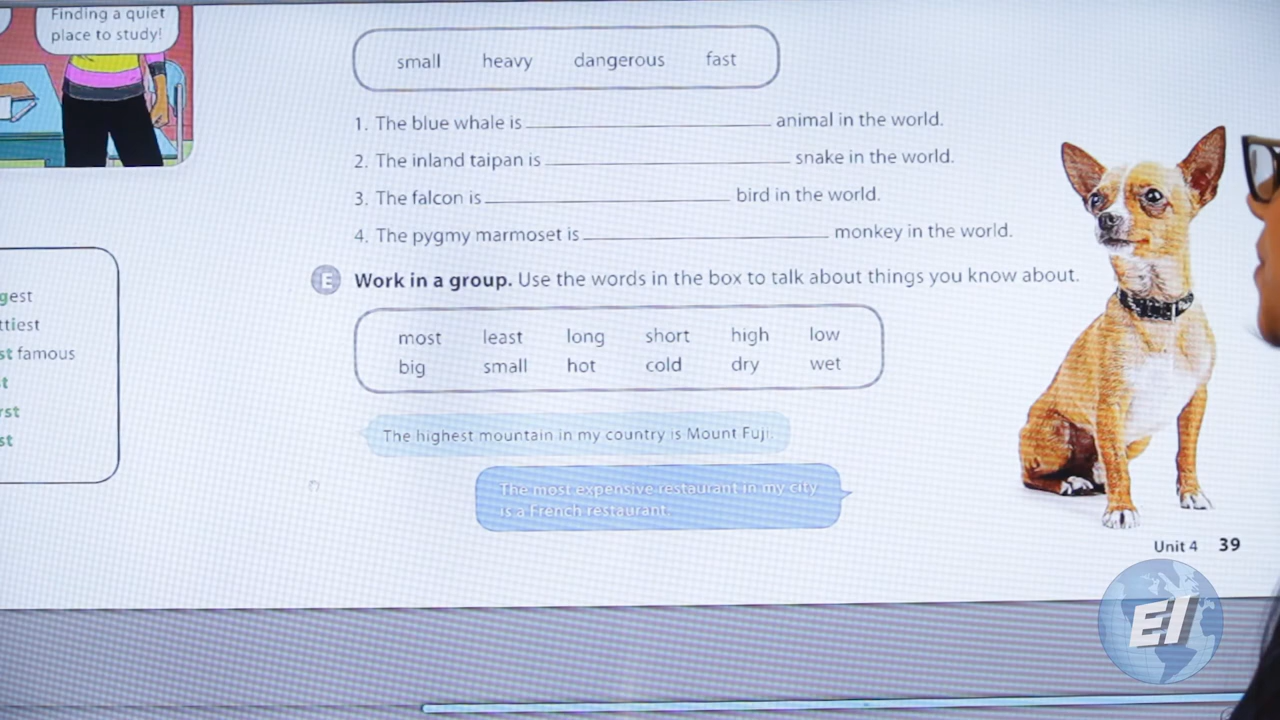 Finding a quiet
place to study!
small heavy dangerous fast
1. The blue whale is animal in the world.
2. The inland taipan is snake in the world.
3. The falcon is bird in the world.
4. The pygmy marmoset is monkey in the world.
E Work in a group. Use the words in the box to talk about things you know about.
gest
ttiest
st famous
t
rst
st
most least long short high low
big small hot cold dry wet
The highest mountain in my country is Mount Fuji.
The most expensive restaurant in my city
is a French restaurant.
Unit 4 39
EI